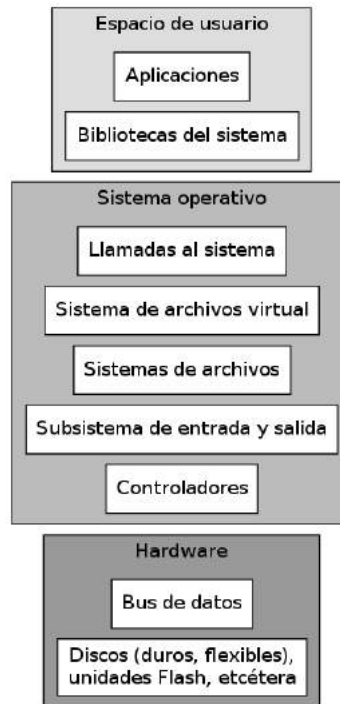 Espacio de usuario
Aplicaciones
Bibliotecas del sistema
Sistema operativo
Llamadas al sistema
Sistema de archivos virtual
Sistemas de archivos
Subsistema de entrada y salida
Controladores
Hardware
Bus de datos
Discos (duros, flexibles),
unidades Flash, etcétera